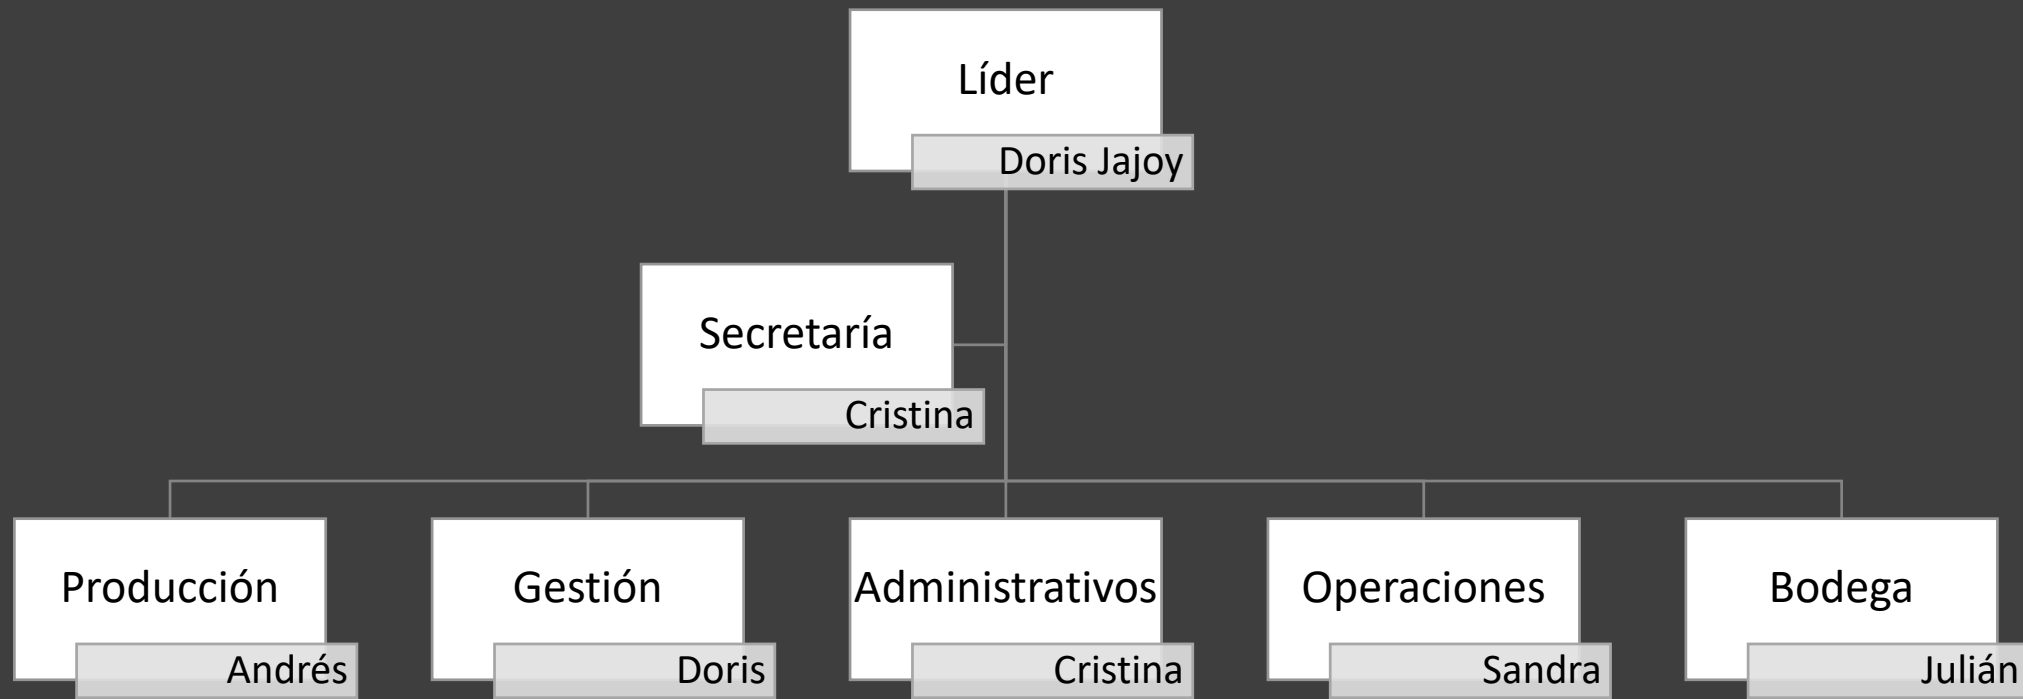 Líder
Doris Jajoy
Secretaría
Cristina
Producción
Andrés
Gestión
Doris
Administrativos
Cristina
Operaciones
Sandra
Bodega
Julián